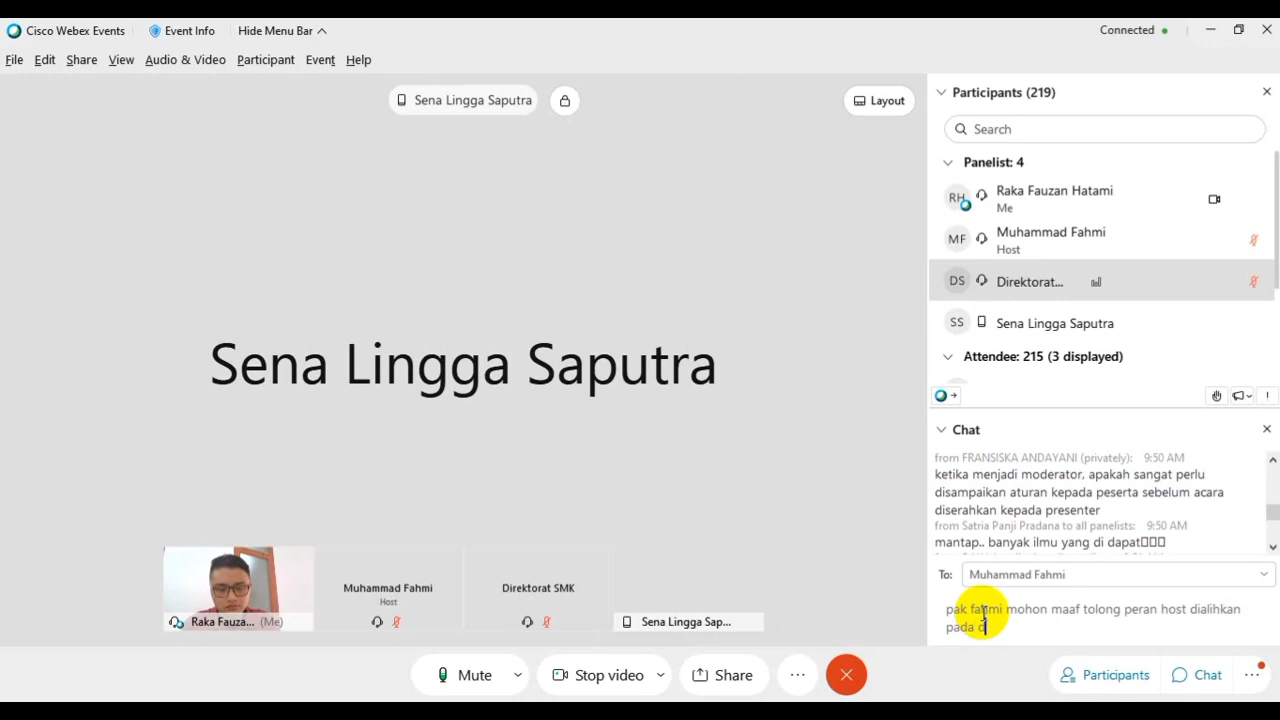 Cisco Webex Events
Event Info
Hide Menu Bar
Connected
File Edit Share View Audio & Video Participant Event Help
Sena Lingga Saputra
Layout
Sena Lingga Saputra
Raka Fauza... (Me)
Muhammad Fahmi
Host
Direktorat SMK
Sena Lingga Sap...
Mute
Stop video
Share
Participants (219)
Search
Panelist: 4
RH
Raka Fauzan Hatami
Me
MF
Muhammad Fahmi
Host
DS
Direktorat...
SS
Sena Lingga Saputra
Attendee: 215 (3 displayed)
Chat
from FRANSISKA ANDAYANI (privately): 9:50 AM
ketika menjadi moderator, apakah sangat perlu
disampaikan aturan kepada peserta sebelum acara
diserahkan kepada presenter
from Satria Panji Pradana to all panelists: 9:50 AM
mantap.. banyak ilmu yang di dapat
To: Muhammad Fahmi
pak fahmi mohon maaf tolong peran host dialihkan
pada d
Participants
Chat